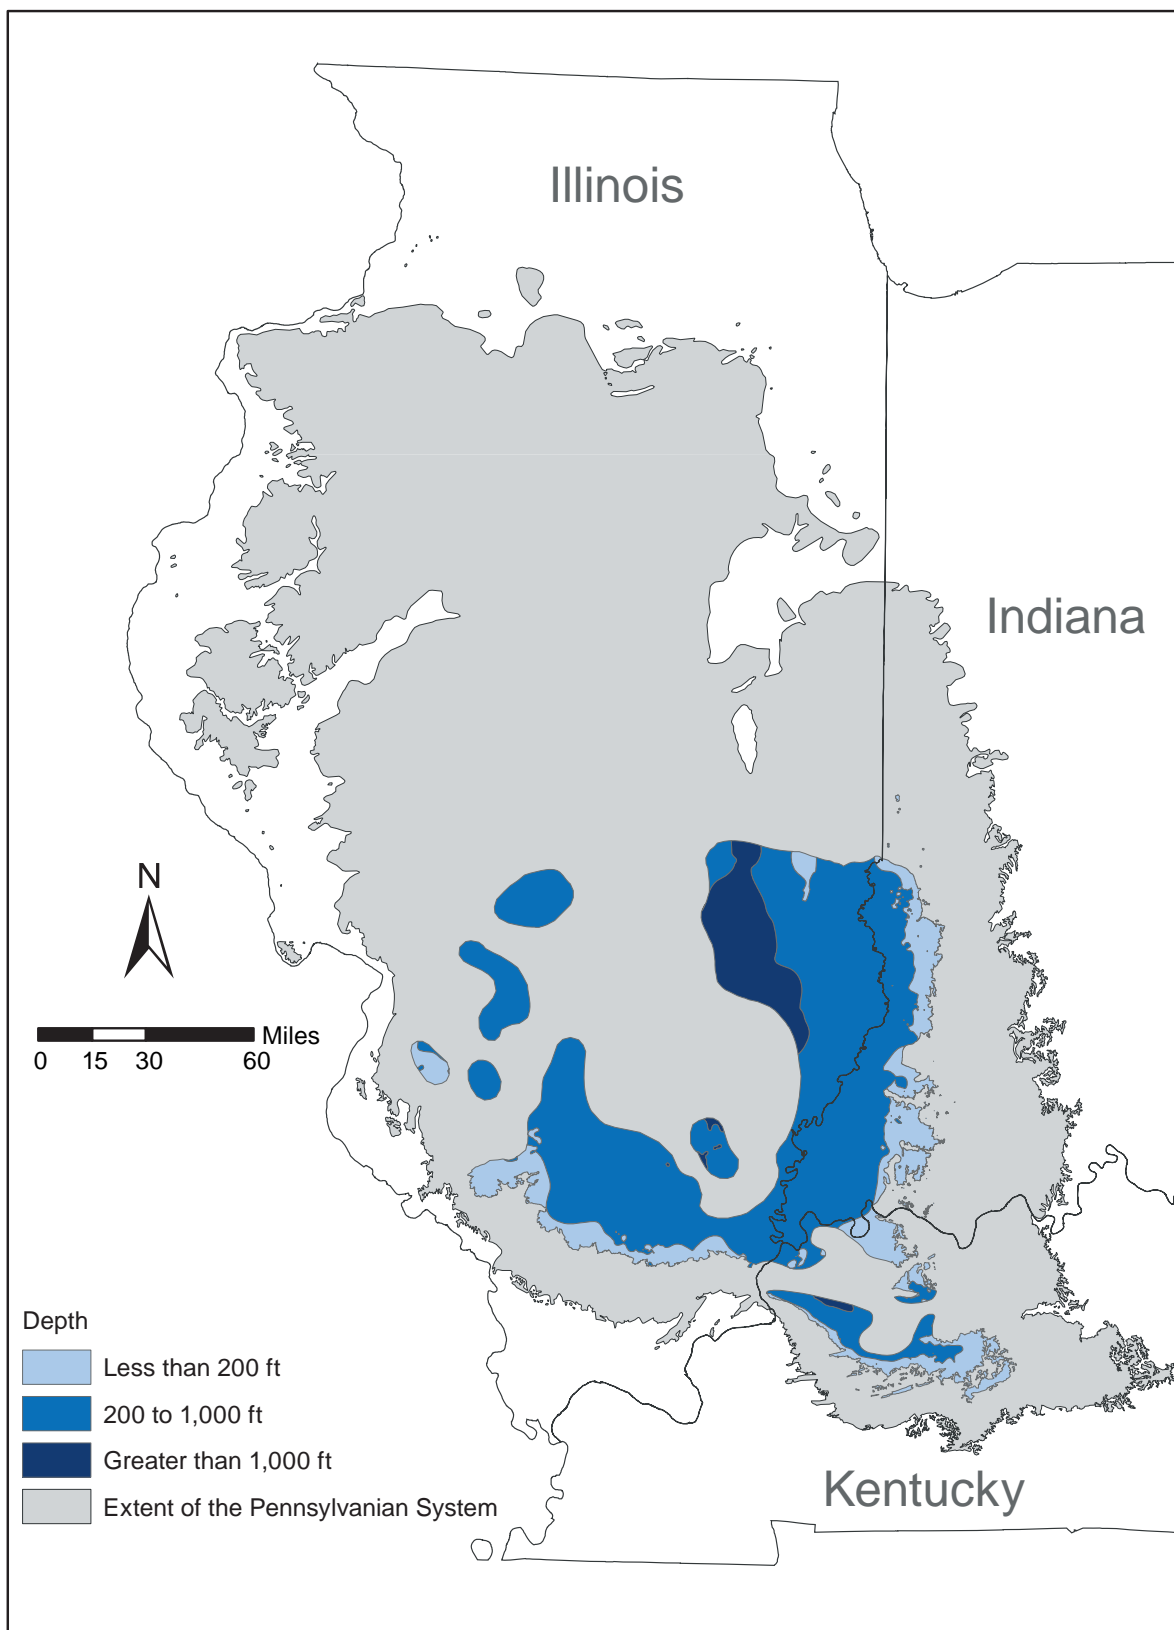 Illinois
Indiana
N
Miles
0 15 30 60
Depth
Less than 200 ft
200 to 1,000 ft
Greater than 1,000 ft
Extent of the Pennsylvanian System
Kentucky